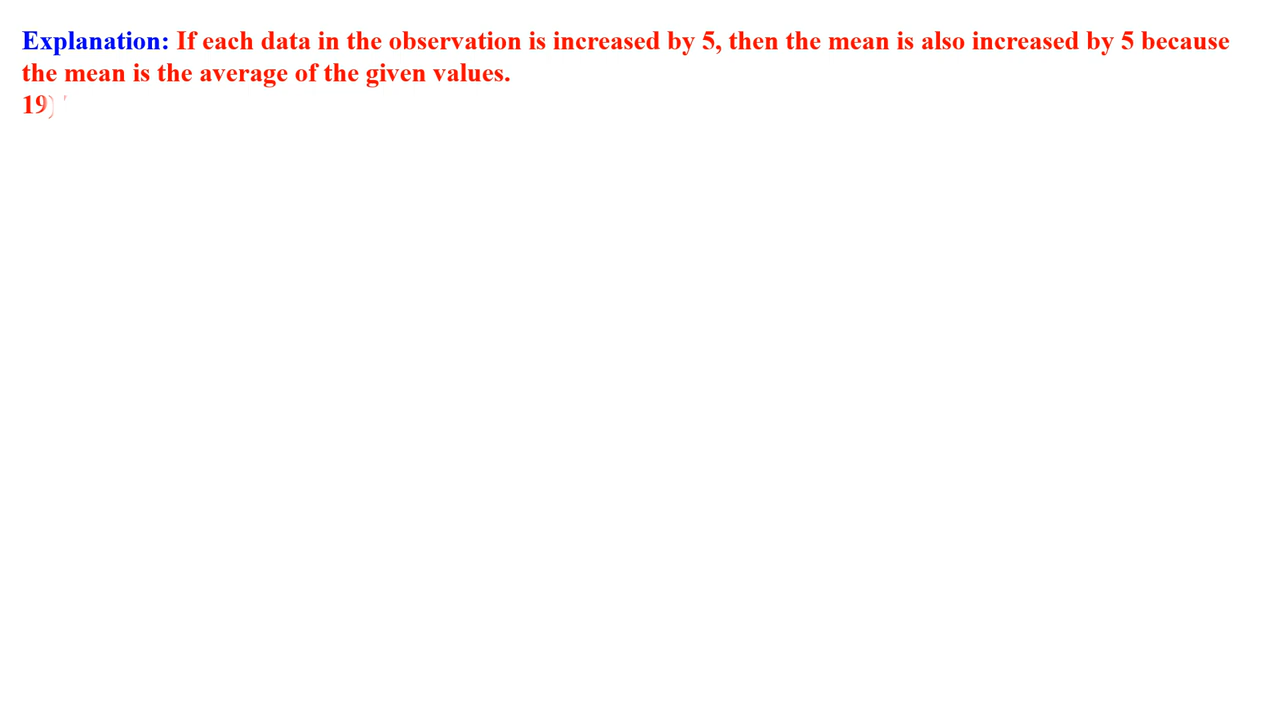 Explanation: If each data in the observation is increased by 5, then the mean is also increased by 5 because
the mean is the average of the given values.
19)